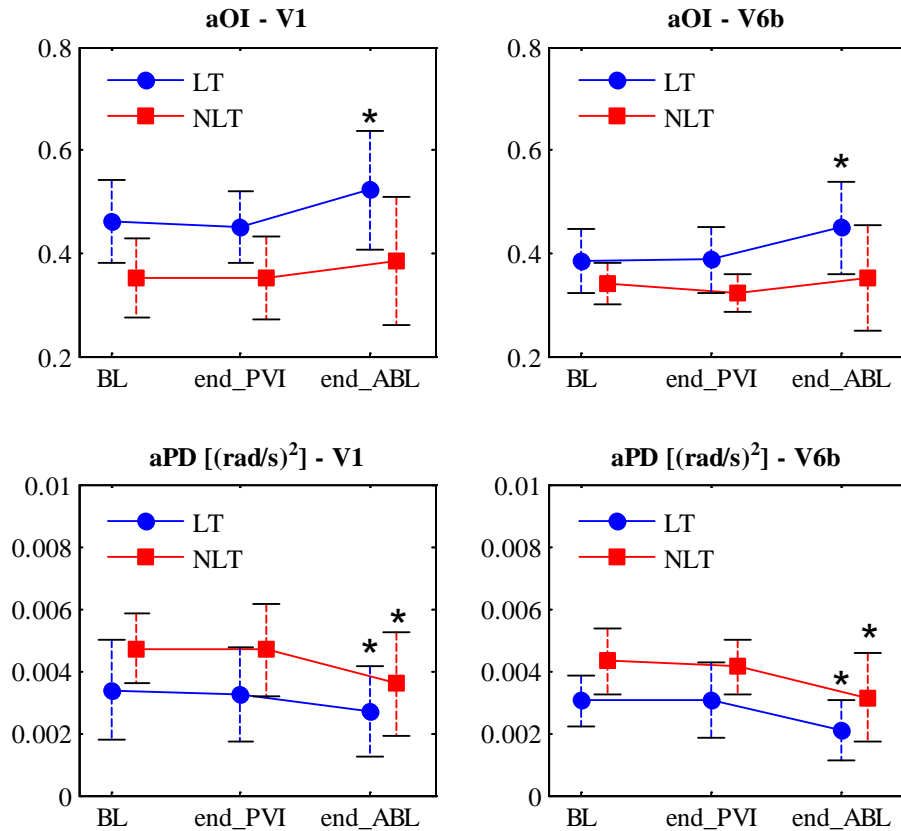 aOI - V1
0.8
0.6
0.4
0.2
LT
NLT
*
BL end_PVI end_ABL
aOI - V6b
0.8
0.6
0.4
0.2
LT
NLT
*
BL end_PVI end_ABL
aPD [(rad/s)²] - V1
0.01
0.008
0.006
0.004
0.002
0
LT
NLT
* *
BL end_PVI end_ABL
aPD [(rad/s)²] - V6b
0.01
0.008
0.006
0.004
0.002
0
LT
NLT
* *
BL end_PVI end_ABL